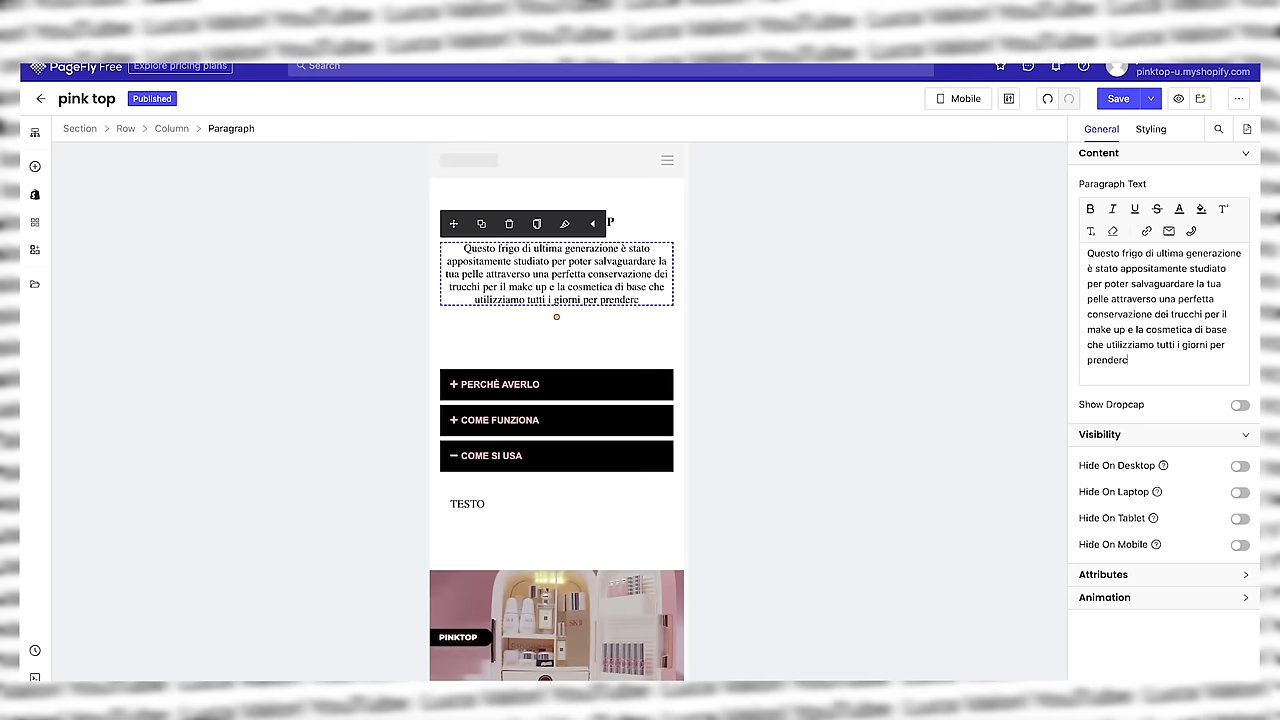 PageFly Free
Explore pricing plans
Search
pinktop-u.myshopify.com
pink top
Published
Mobile
Save
Section > Row > Column > Paragraph
General
Styling
Content
Paragraph Text
P
Questo frigo di ultima generazione è stato
appositamente studiato per poter salvaguardare la
tua pelle attraverso una perfetta conservazione dei
trucchi per il make up e la cosmetica di base che
utilizziamo tutti i giorni per prenderc
PERCHÈ AVERLO
COME FUNZIONA
COME SI USA
TESTO
PINKTOP
Questo frigo di ultima generazione
è stato appositamente studiato
per poter salvaguardare la tua
pelle attraverso una perfetta
conservazione dei trucchi per il
make up e la cosmetica di base
che utilizziamo tutti i giorni per
prenderc
Show Dropcap
Visibility
Hide On Desktop
Hide On Laptop
Hide On Tablet
Hide On Mobile
Attributes
Animation